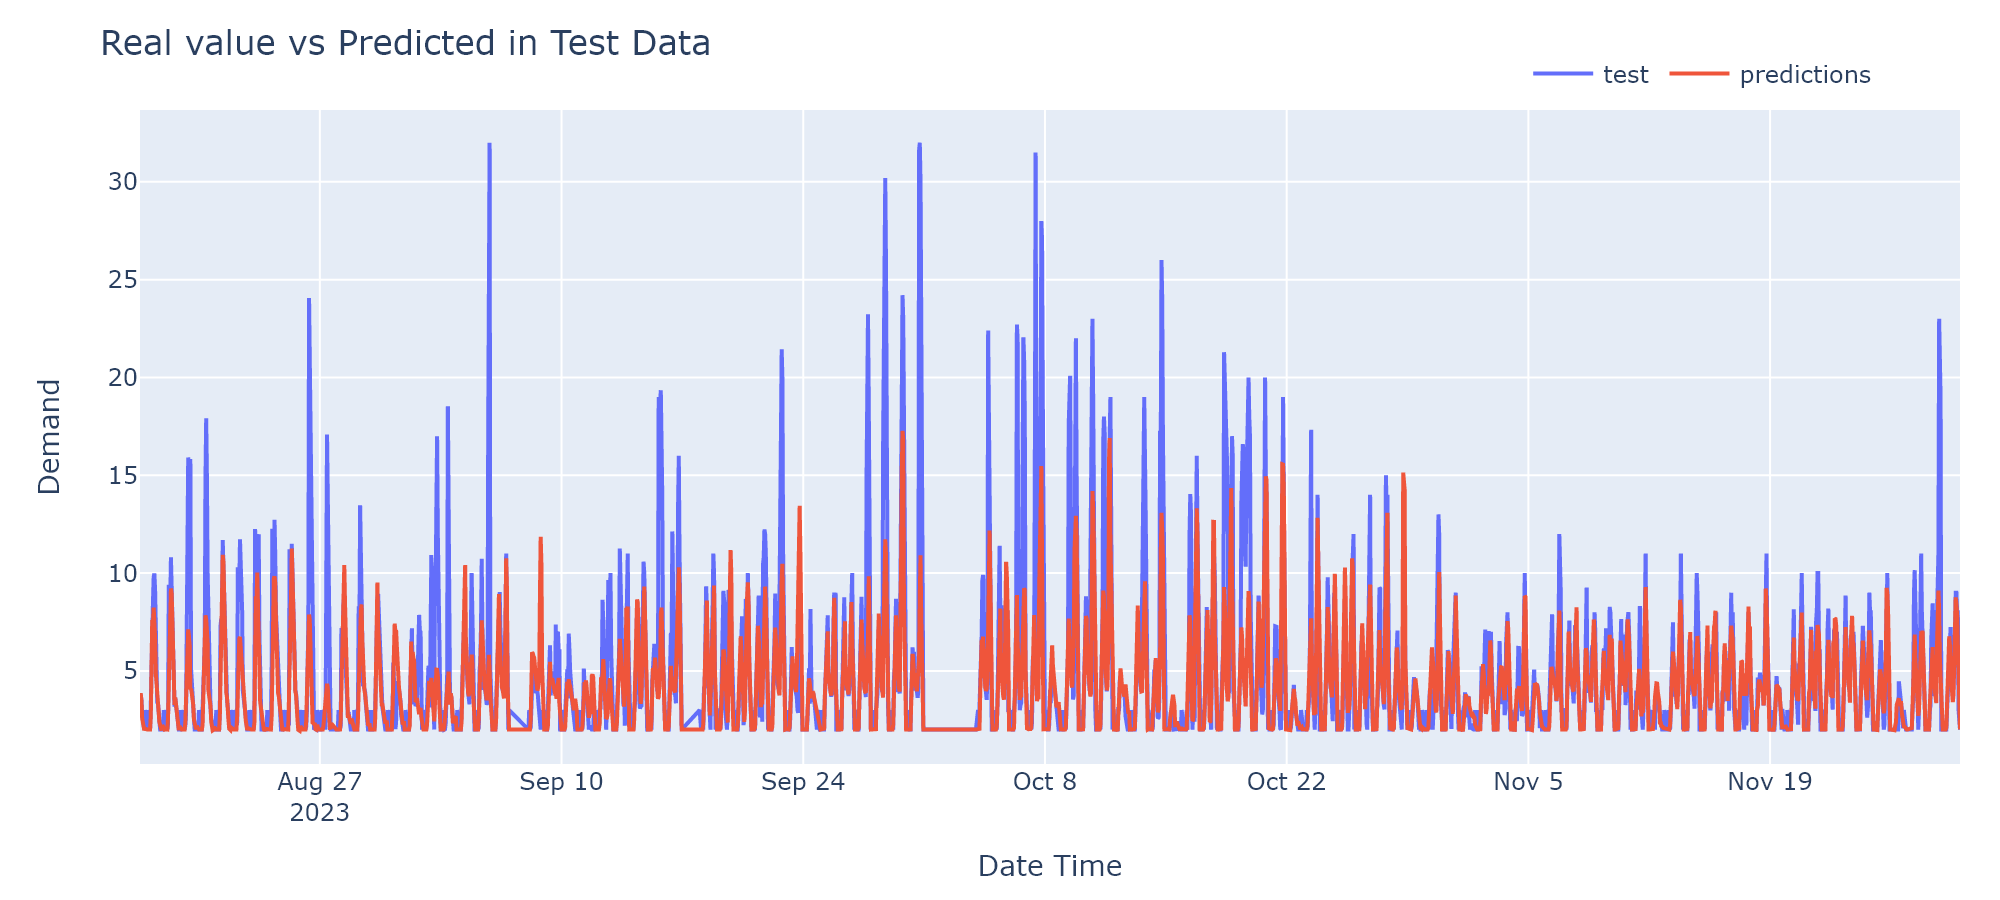 Real value vs Predicted in Test Data
test predictions
30
25
20
15
10
5
Demand
Aug 27 Sep 10 Sep 24 Oct 8 Oct 22 Nov 5 Nov 19
2023
Date Time